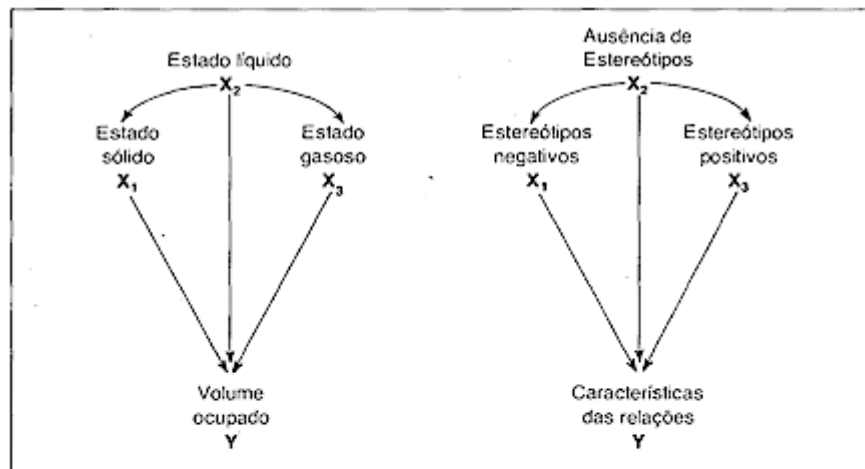 Estado líquido
X2
Estado
sólido
X1
Estado
gasoso
X3
Volume
ocupado
Y
Ausência de
Estereótipos
X2
Estereótipos
negativos
X1
Estereótipos
positivos
X3
Características
das relações
Y